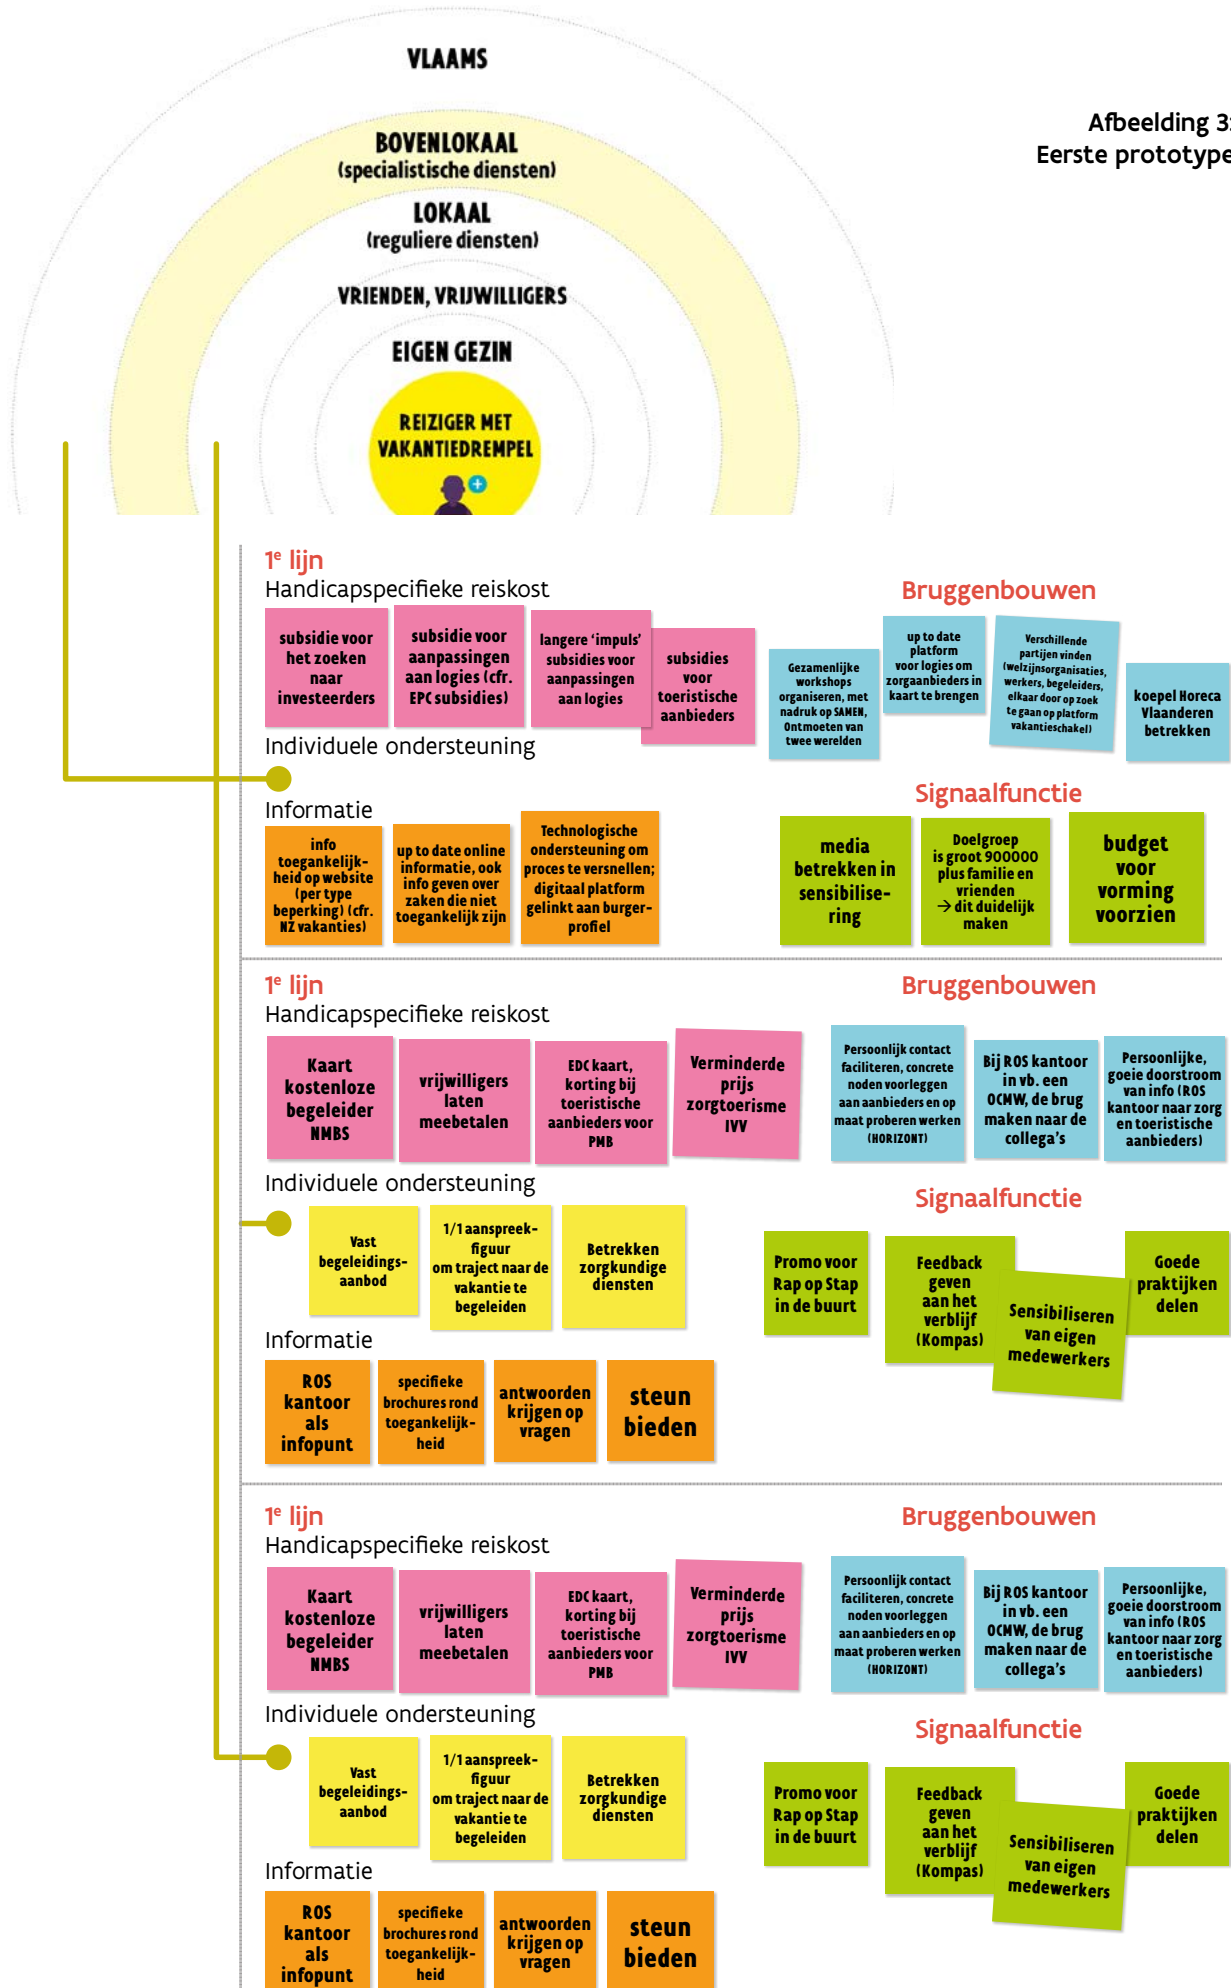 VLAAMS
BOVENLOKAAL
(specialistische diensten)
LOKAAL
(reguliere diensten)
VRIENDEN, VRIJWILLIGERS
EIGEN GEZIN
REIZIGER MET
VAKANTIEDREMPEL
Afbeelding 3:
Eerste prototype
1e lijn
Handicapspecifieke reiskost
subsidie voor
het zoeken
naar
investeerders
subsidie voor
aanpassingen
aan logies (cfr.
EPC subsidies)
langere 'impuls'
subsidies voor
aanpassingen
aan logies
subsidies
voor
toeristische
aanbieders
Bruggenbouwen
Gezamenlijke
workshops
organiseren, met
nadruk op SAMEN,
Ontmoeten van
twee werelden
up to date
platform
voor logies om
zorgaanbieders in
kaart te brengen
Verschillende
partijen vinden
(welzijnsorganisaties,
werkers, begeleiders,
elkaar door op zoek
te gaan op platform
vakantieschakel)
koepel Horeca
Vlaanderen
betrekken
Individuele ondersteuning
Informatie
info
toegankelijk-
heid op website
(per type
beperking) (cfr.
NZ vakanties)
up to date online
informatie, ook
info geven over
zaken die niet
toegankelijk zijn
Technologische
ondersteuning om
proces te versnellen;
digitaal platform
gelinkt aan burger-
profiel
Signaalfunctie
media
betrekken in
sensibilise-
ring
Doelgroep
is groot 900000
plus familie en
vrienden
→ dit duidelijk
maken
budget
voor
vorming
voorzien
1e lijn
Handicapspecifieke reiskost
Kaart
kostenloze
begeleider
NMBS
vrijwilligers
laten
meebetalen
EDC kaart,
korting bij
toeristische
aanbieders voor
PMB
Verminderde
prijs
zorgtoerisme
IVV
Bruggenbouwen
Persoonlijk contact
faciliteren, concrete
noden voorleggen
aan aanbieders en op
maat proberen werken
(HORIZONT)
Bij ROS kantoor
in vb. een
OCMW, de brug
maken naar de
collega's
Persoonlijke,
goeie doorstroom
van info (ROS
kantoor naar zorg
en toeristische
aanbieders)
Individuele ondersteuning
Vast
begeleidings-
aanbod
1/1 aanspreek-
figuur
om traject naar de
vakantie te
begeleiden
Betrekken
zorgkundige
diensten
Signaalfunctie
Promo voor
Rap op Stap
in de buurt
Feedback
geven
aan het
verblijf
(Kompas)
Sensibiliseren
van eigen
medewerkers
Goede
praktijken
delen
Informatie
ROS
kantoor
als
infopunt
specifieke
brochures rond
toegankelijk-
heid
antwoorden
krijgen op
vragen
steun
bieden
1e lijn
Handicapspecifieke reiskost
Kaart
kostenloze
begeleider
NMBS
vrijwilligers
laten
meebetalen
EDC kaart,
korting bij
toeristische
aanbieders voor
PMB
Verminderde
prijs
zorgtoerisme
IVV
Bruggenbouwen
Persoonlijk contact
faciliteren, concrete
noden voorleggen
aan aanbieders en op
maat proberen werken
(HORIZONT)
Bij ROS kantoor
in vb. een
OCMW, de brug
maken naar de
collega's
Persoonlijke,
goeie doorstroom
van info (ROS
kantoor naar zorg
en toeristische
aanbieders)
Individuele ondersteuning
Vast
begeleidings-
aanbod
1/1 aanspreek-
figuur
om traject naar de
vakantie te
begeleiden
Betrekken
zorgkundige
diensten
Signaalfunctie
Promo voor
Rap op Stap
in de buurt
Feedback
geven
aan het
verblijf
(Kompas)
Sensibiliseren
van eigen
medewerkers
Goede
praktijken
delen
Informatie
ROS
kantoor
als
infopunt
specifieke
brochures rond
toegankelijk-
heid
antwoorden
krijgen op
vragen
steun
bieden